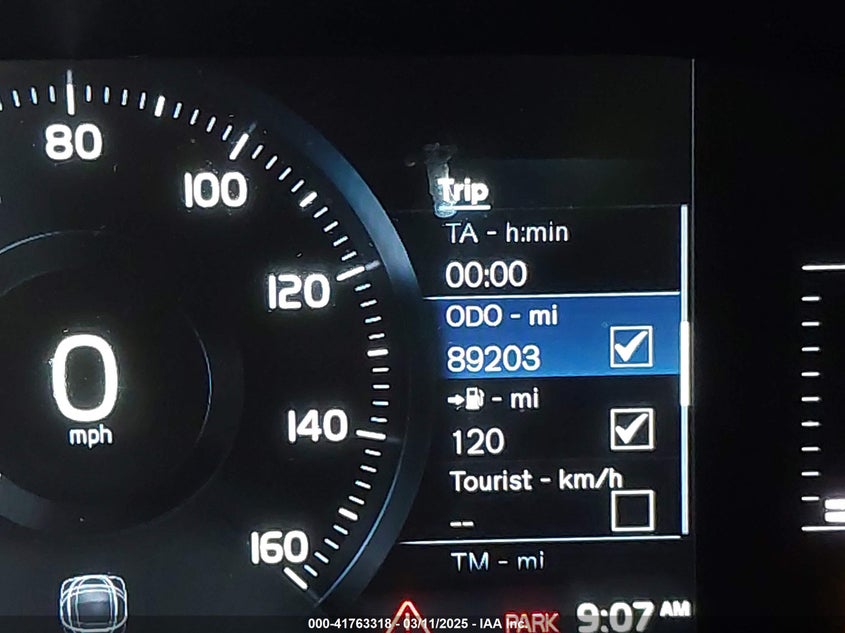 80
100
120
140
160
0
mph
Trip
TA - h:min
00:00
ODO - mi
89203
- mi
120
Tourist - km/h
--
TM - mi
PARK 9:07 AM
000-41763318 - 03/11/2025 - IAA Inc.